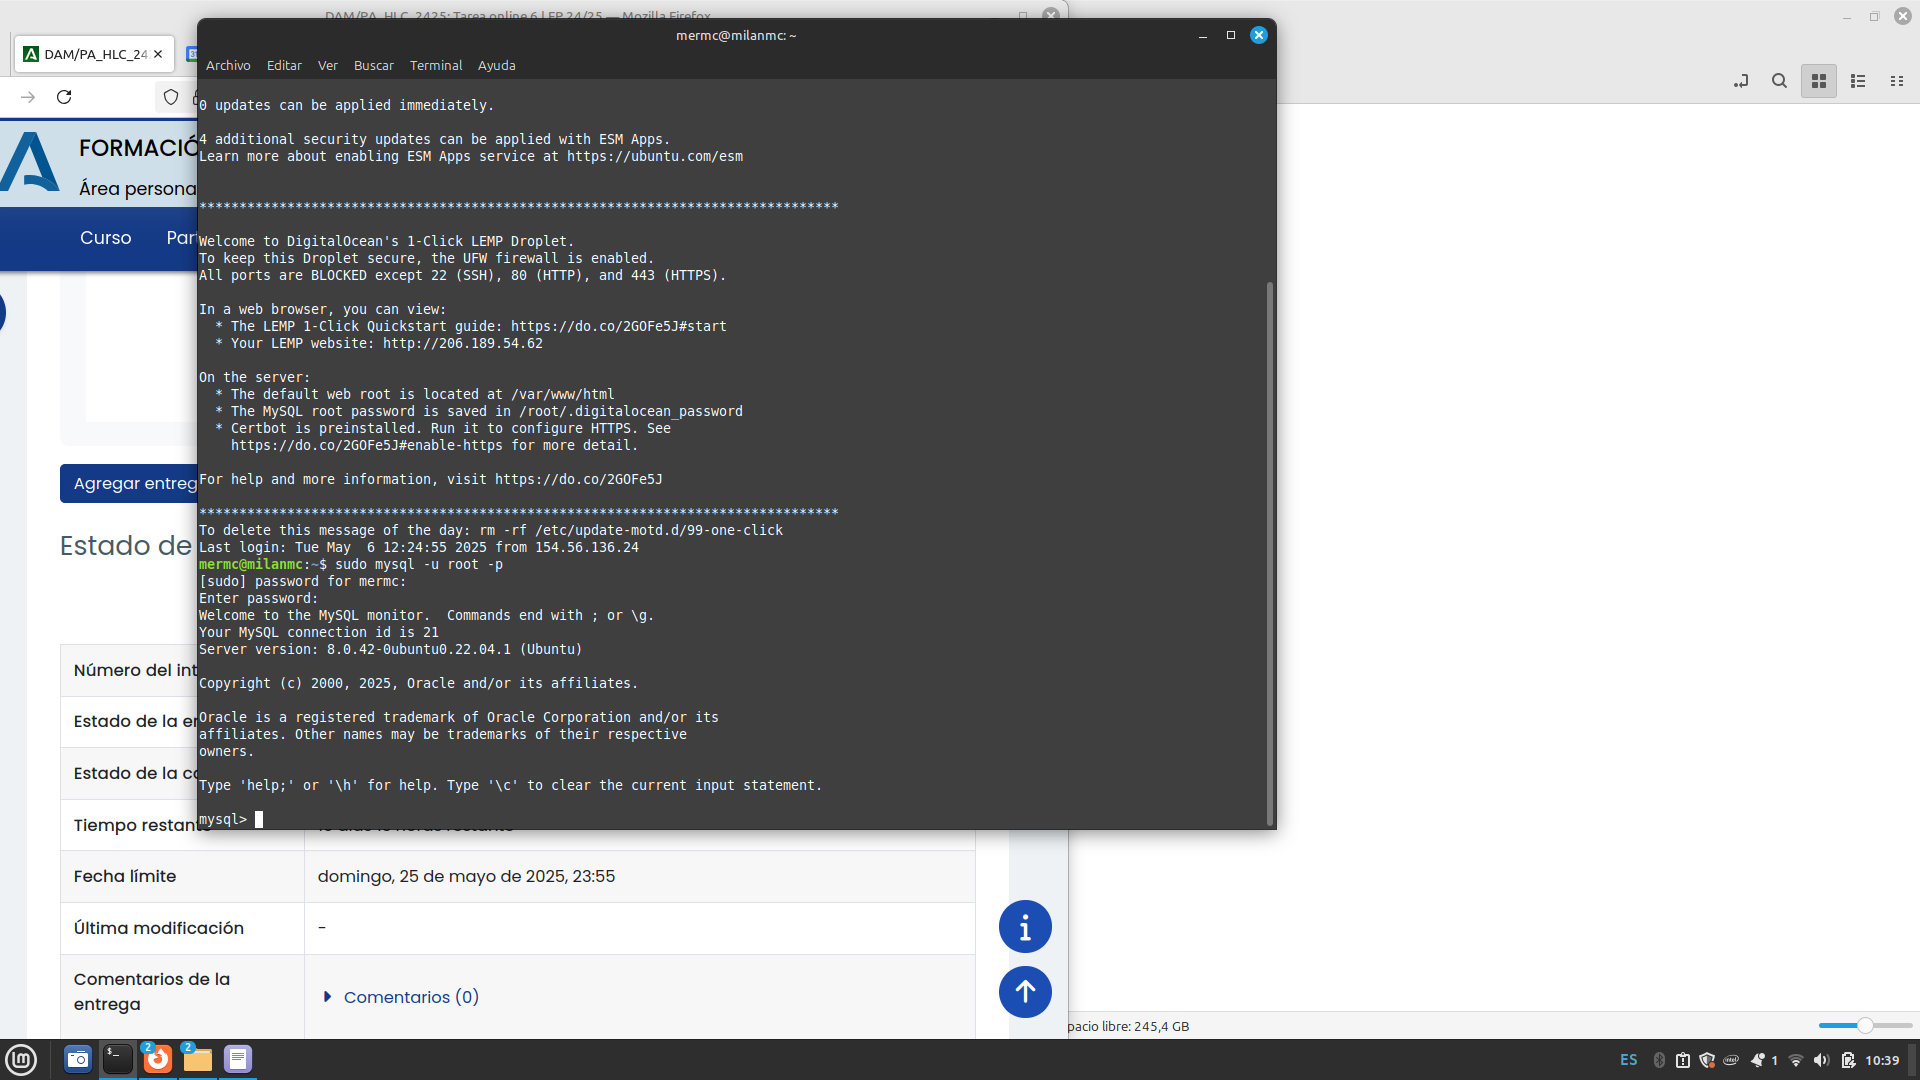 DAM/PA_HLC_2425: Tarea online 6 | FP 24/25 — Mozilla Firefox
DAM/PA_HLC_24
FORMACIÓ
Área persona
Curso
Par
Agregar entreg
Estado de
Número del int
Estado de la e
Estado de la c
Tiempo restant
Fecha límite
domingo, 25 de mayo de 2025, 23:55
Última modificación
-
Comentarios de la
entrega
Comentarios (0)
mermc@milanmc: ~
Archivo Editar Ver Buscar Terminal Ayuda
0 updates can be applied immediately.
4 additional security updates can be applied with ESM Apps.
Learn more about enabling ESM Apps service at https://ubuntu.com/esm
********************************************************************************
Welcome to DigitalOcean's 1-Click LEMP Droplet.
To keep this Droplet secure, the UFW firewall is enabled.
All ports are BLOCKED except 22 (SSH), 80 (HTTP), and 443 (HTTPS).
In a web browser, you can view:
* The LEMP 1-Click Quickstart guide: https://do.co/2GOFe5J#start
* Your LEMP website: http://206.189.54.62
On the server:
* The default web root is located at /var/www/html
* The MySQL root password is saved in /root/.digitalocean_password
* Certbot is preinstalled. Run it to configure HTTPS. See
https://do.co/2GOFe5J#enable-https for more detail.
For help and more information, visit https://do.co/2GOFe5J
********************************************************************************
To delete this message of the day: rm -rf /etc/update-motd.d/99-one-click
Last login: Tue May  6 12:24:55 2025 from 154.56.136.24
mermc@milanmc:~$ sudo mysql -u root -p
[sudo] password for mermc:
Enter password:
Welcome to the MySQL monitor.  Commands end with ; or \g.
Your MySQL connection id is 21
Server version: 8.0.42-0ubuntu0.22.04.1 (Ubuntu)
Copyright (c) 2000, 2025, Oracle and/or its affiliates.
Oracle is a registered trademark of Oracle Corporation and/or its
affiliates. Other names may be trademarks of their respective
owners.
Type 'help;' or '\h' for help. Type '\c' to clear the current input statement.
mysql>
pacio libre: 245,4 GB
2
2
ES
1
10:39